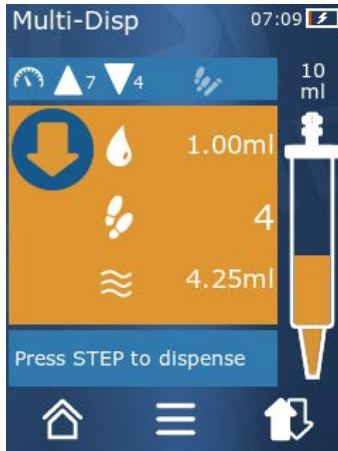 Multi-Disp 07:09
7 4
10
ml
1.00ml
4
4.25ml
Press STEP to dispense